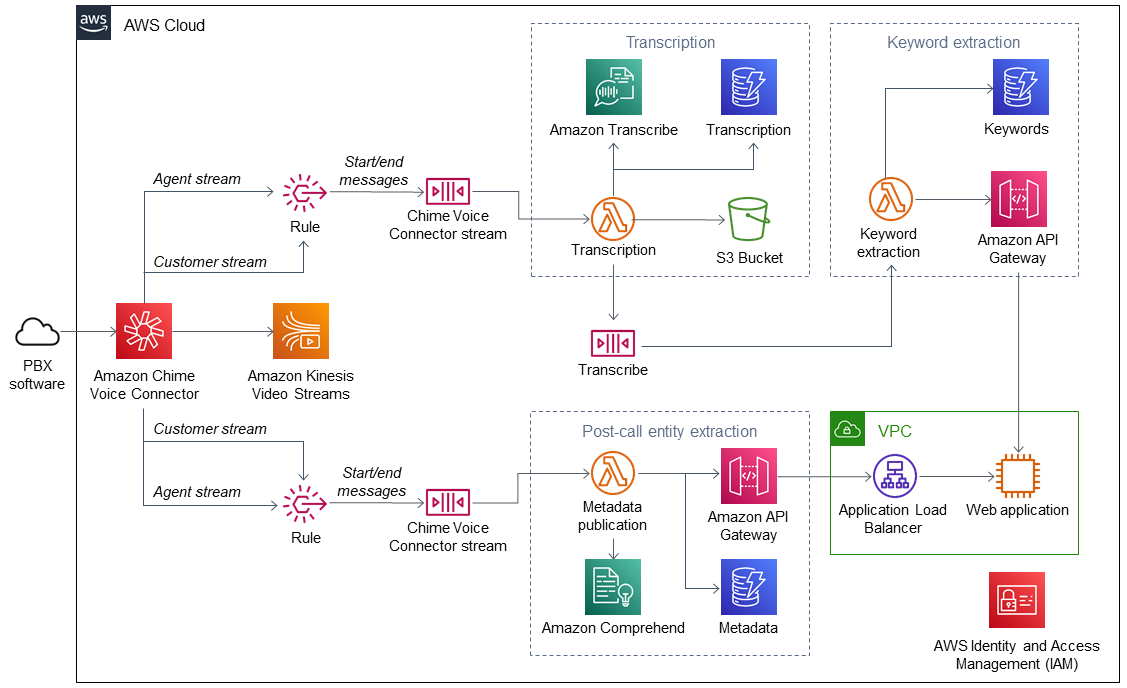 aws
AWS Cloud
Transcription
Amazon Transcribe
Transcription
Keyword extraction
Keywords
Agent stream
Start/end
messages
Rule
Chime Voice
Connector stream
Customer stream
Transcription
S3 Bucket
Keyword
extraction
Amazon API
Gateway
PBX
software
Amazon Chime
Voice Connector
Amazon Kinesis
Video Streams
Transcribe
Customer stream
Agent stream
Start/end
messages
Rule
Chime Voice
Connector stream
Post-call entity extraction
Metadata
publication
Amazon API
Gateway
Amazon Comprehend
Metadata
VPC
Application Load
Balancer
Web application
AWS Identity and Access
Management (IAM)